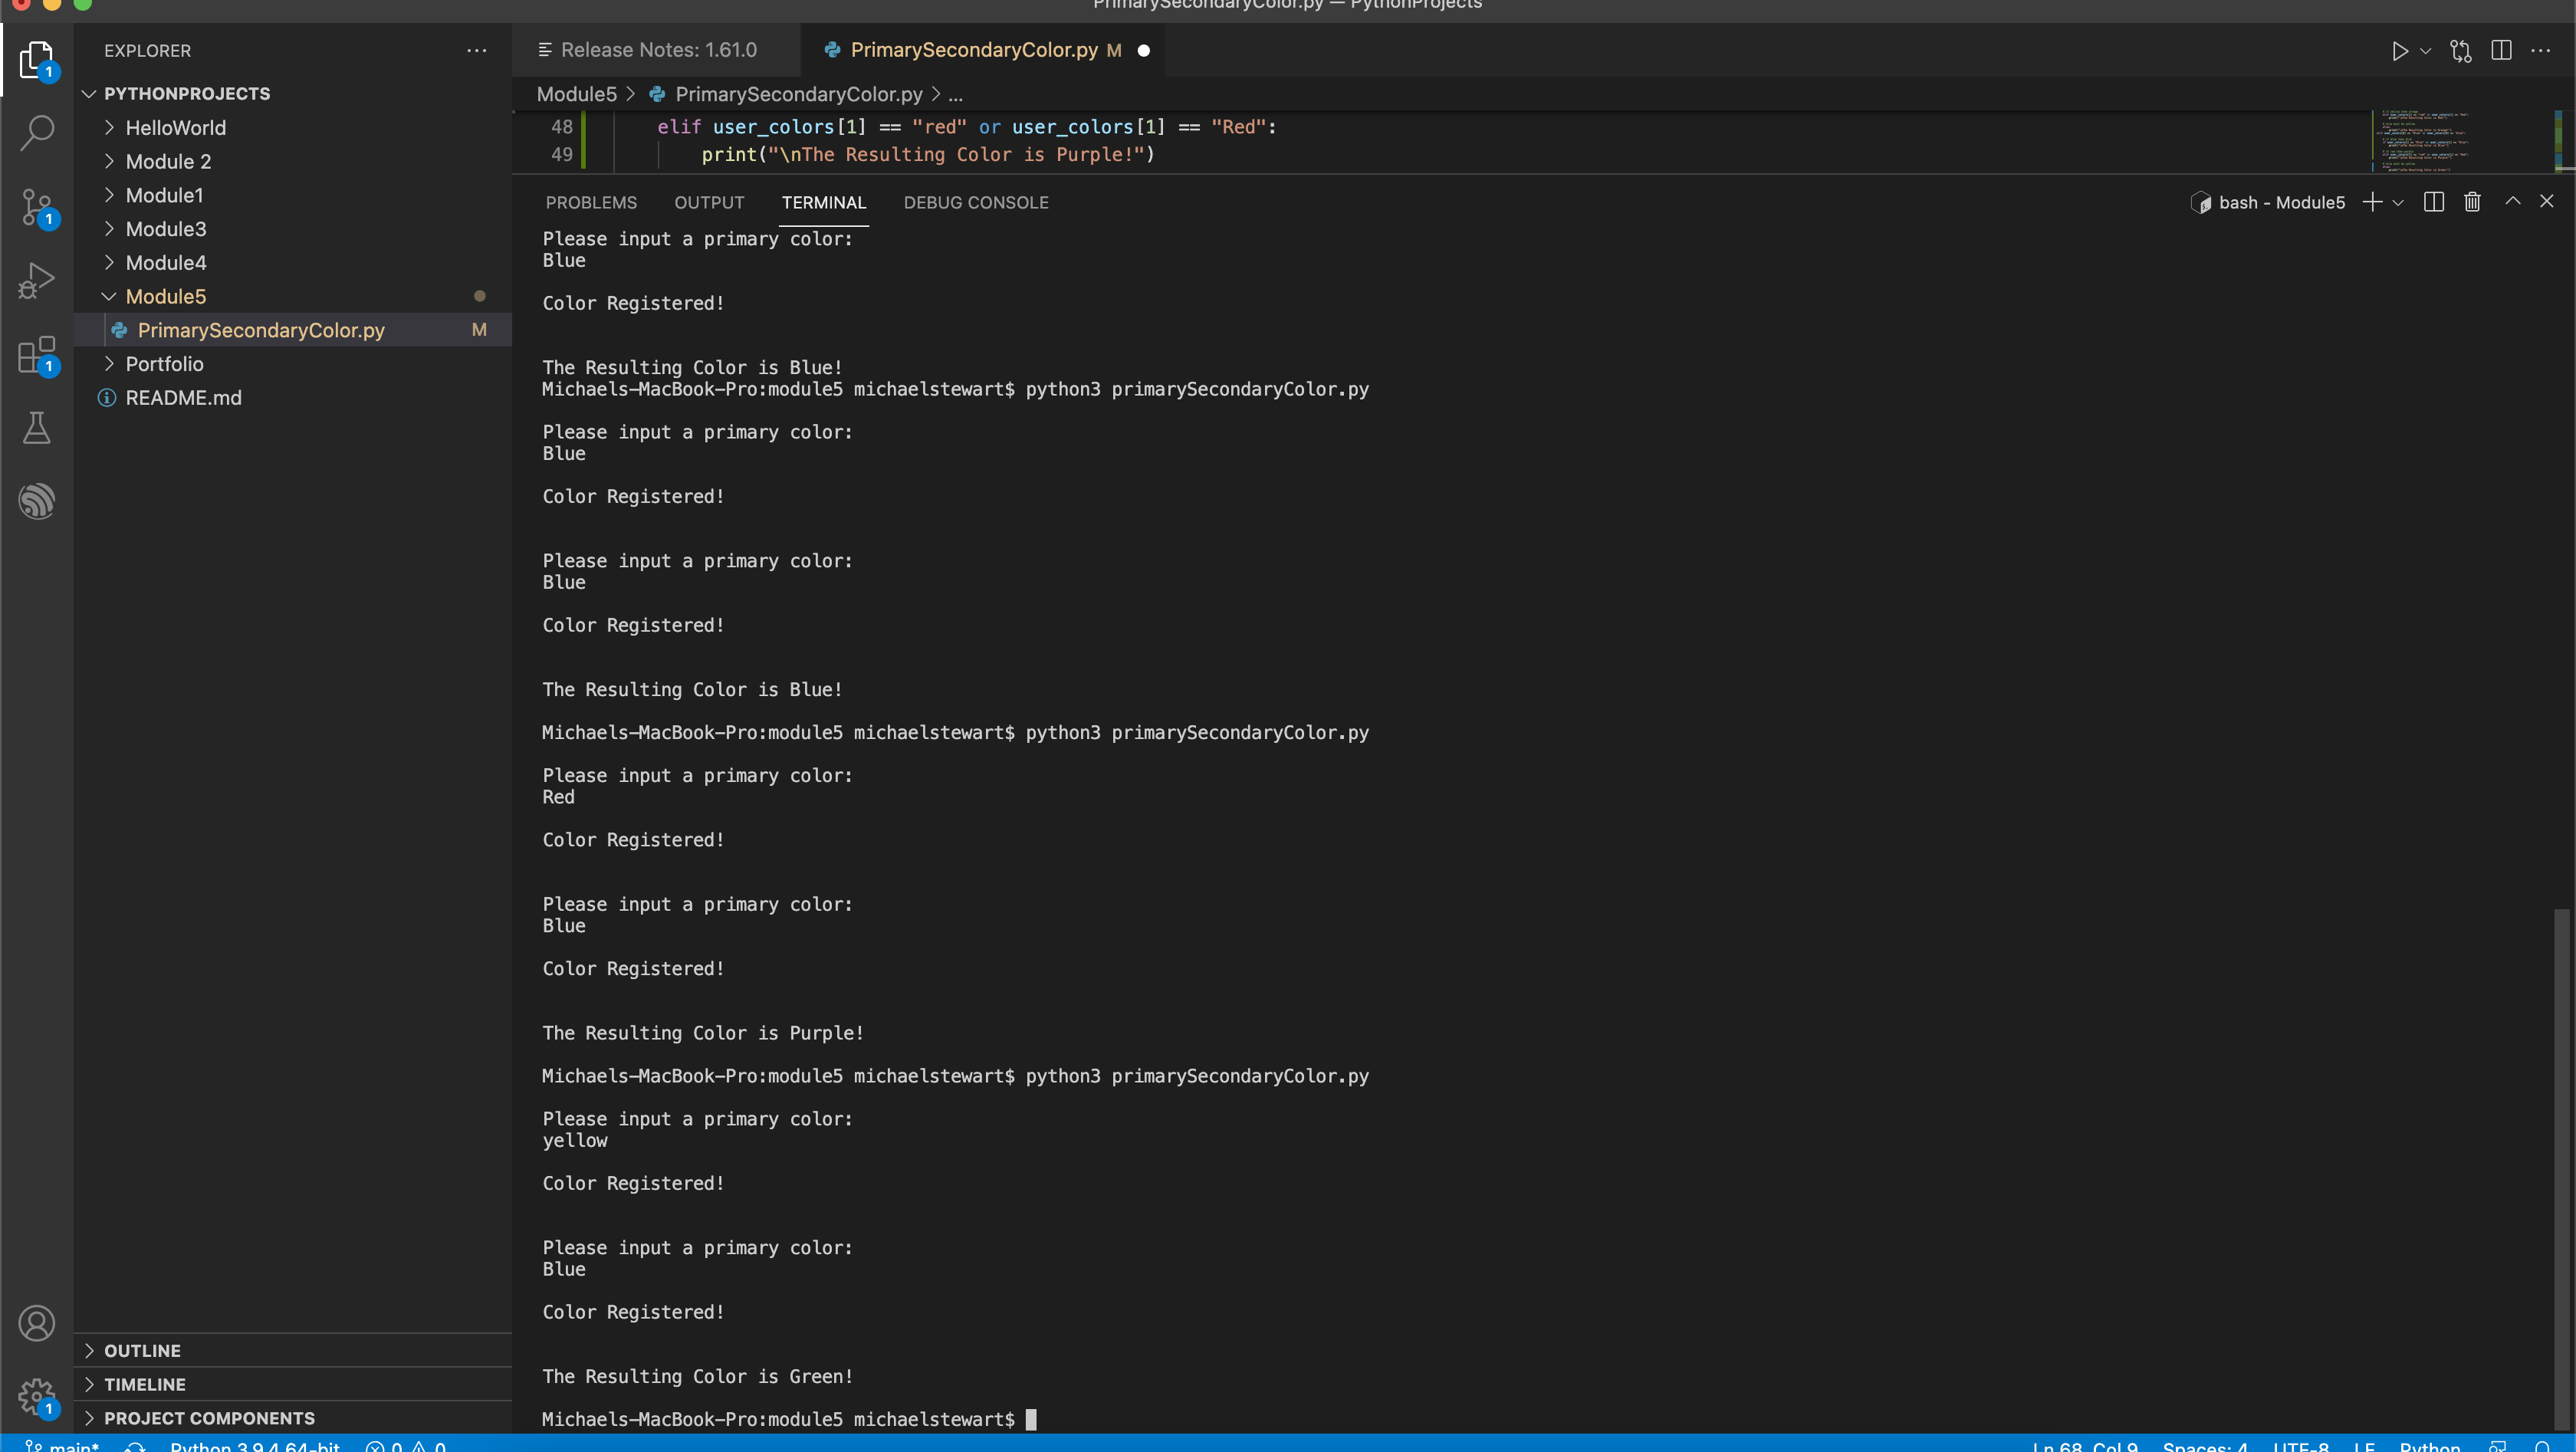 PrimarySecondaryColor.py — PythonProjects
EXPLORER
Release Notes: 1.61.0
PrimarySecondaryColor.py M
1
PYTHONPROJECTS
Module5 > PrimarySecondaryColor.py > ...
HelloWorld
48 elif user_colors[1] == "red" or user_colors[1] == "Red":
49 print("\nThe Resulting Color is Purple!")
Module 2
Module1
1
Module3
Module4
Module5
PrimarySecondaryColor.py M
1
Portfolio
README.md
PROBLEMS OUTPUT TERMINAL DEBUG CONSOLE
bash - Module5
Please input a primary color:
Blue
Color Registered!
The Resulting Color is Blue!
Michaels-MacBook-Pro:module5 michaelstewart$ python3 primarySecondaryColor.py
Please input a primary color:
Blue
Color Registered!
Please input a primary color:
Blue
Color Registered!
The Resulting Color is Blue!
Michaels-MacBook-Pro:module5 michaelstewart$ python3 primarySecondaryColor.py
Please input a primary color:
Red
Color Registered!
Please input a primary color:
Blue
Color Registered!
The Resulting Color is Purple!
Michaels-MacBook-Pro:module5 michaelstewart$ python3 primarySecondaryColor.py
Please input a primary color:
yellow
Color Registered!
Please input a primary color:
Blue
Color Registered!
The Resulting Color is Green!
Michaels-MacBook-Pro:module5 michaelstewart$
OUTLINE
TIMELINE
1
PROJECT COMPONENTS
main* Python 3.9.4 64-bit 0 0
Ln 68, Col 9 Spaces: 4 UTF-8 LF Python